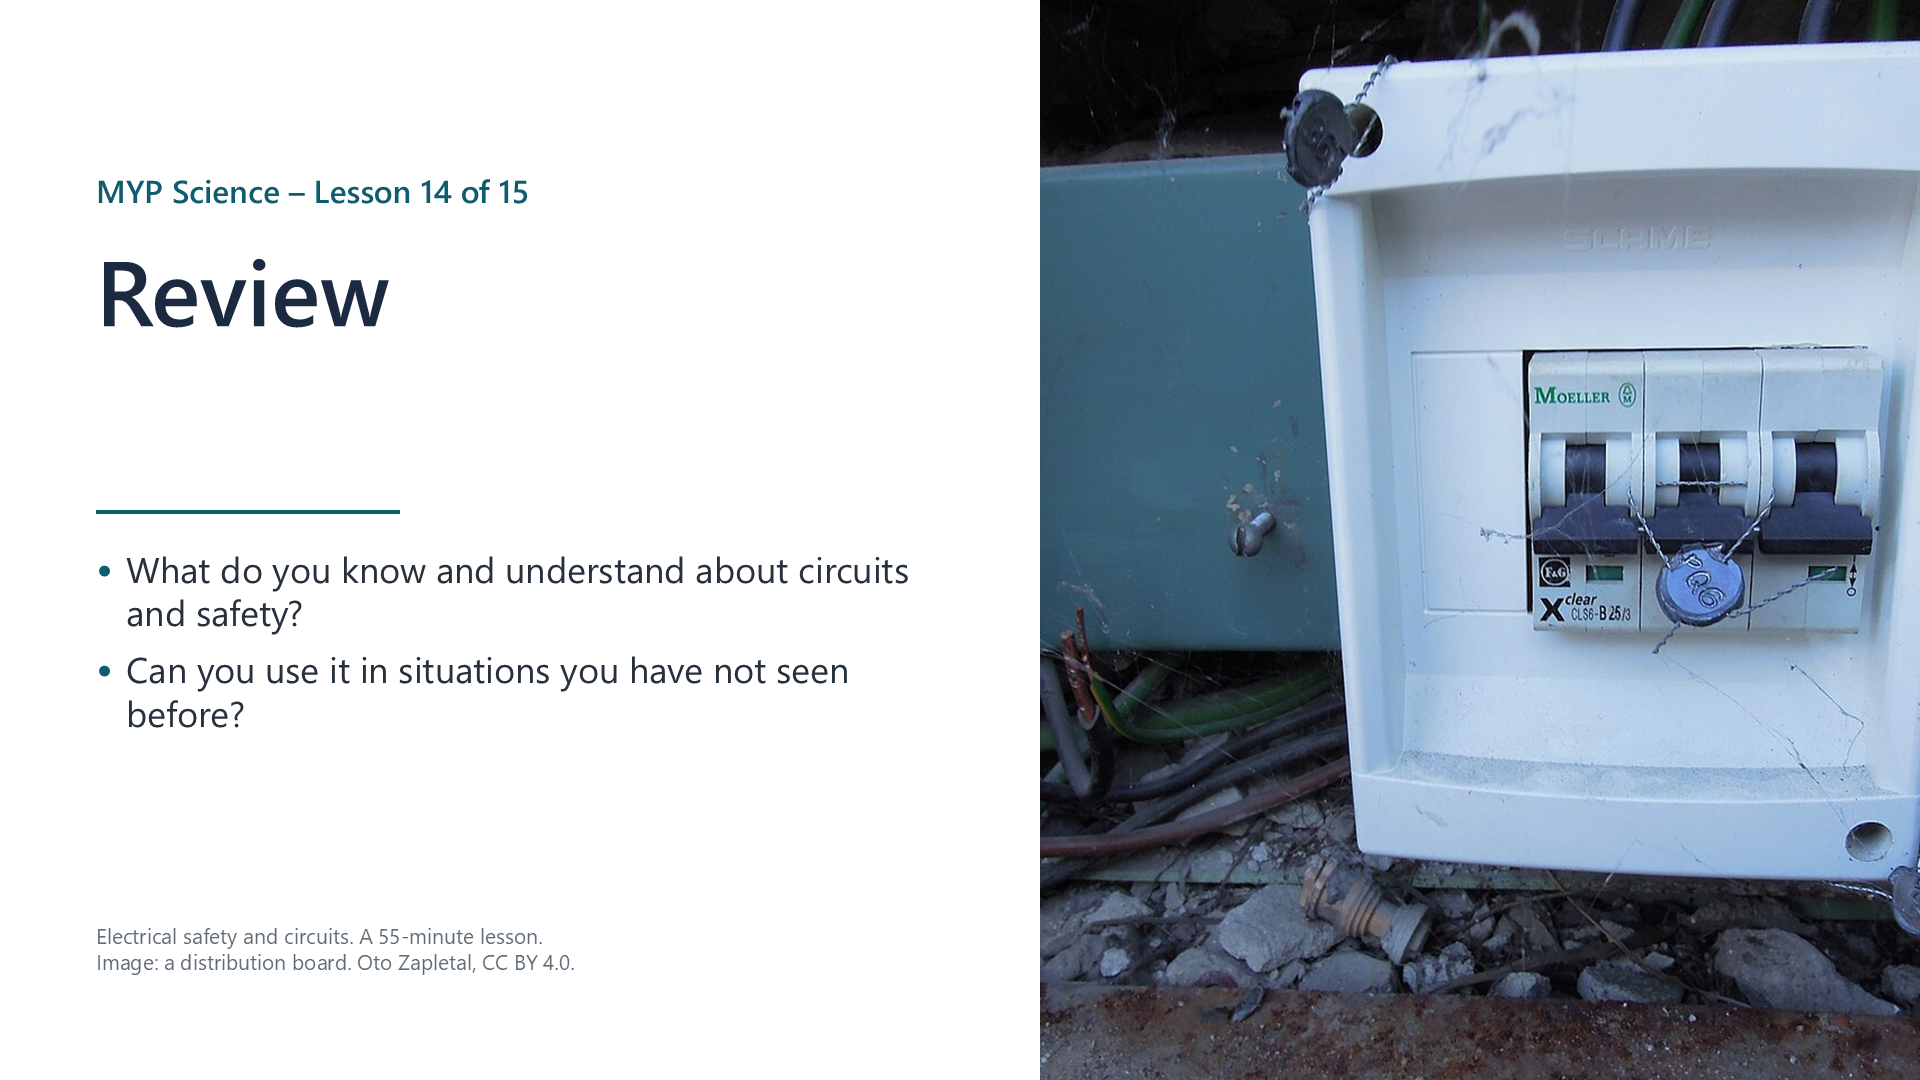 MYP Science – Lesson 14 of 15
Review
• What do you know and understand about circuits
and safety?
• Can you use it in situations you have not seen
before?
Electrical safety and circuits. A 55-minute lesson.
Image: a distribution board. Oto Zapletal, CC BY 4.0.
SCAME
MOELLER
F&G
Xclear
CLS6-B25/3